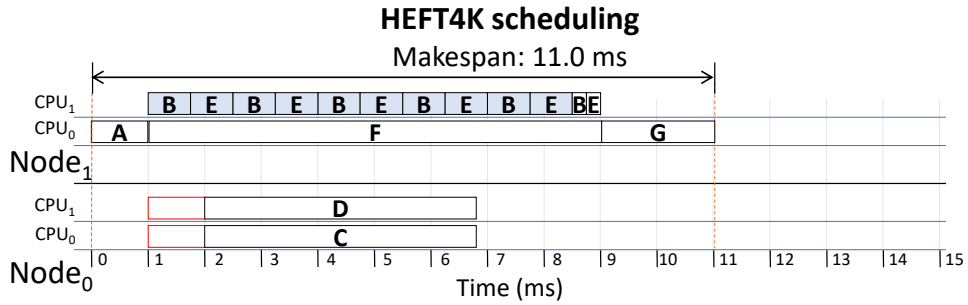 HEFT4K scheduling
Makespan: 11.0 ms
CPU₁ B E B E B E B E B E B E
CPU₀ A F G
Node₁
CPU₁ D
CPU₀ C
Node₀
0 1 2 3 4 5 6 7 8 9 10 11 12 13 14 15
Time (ms)